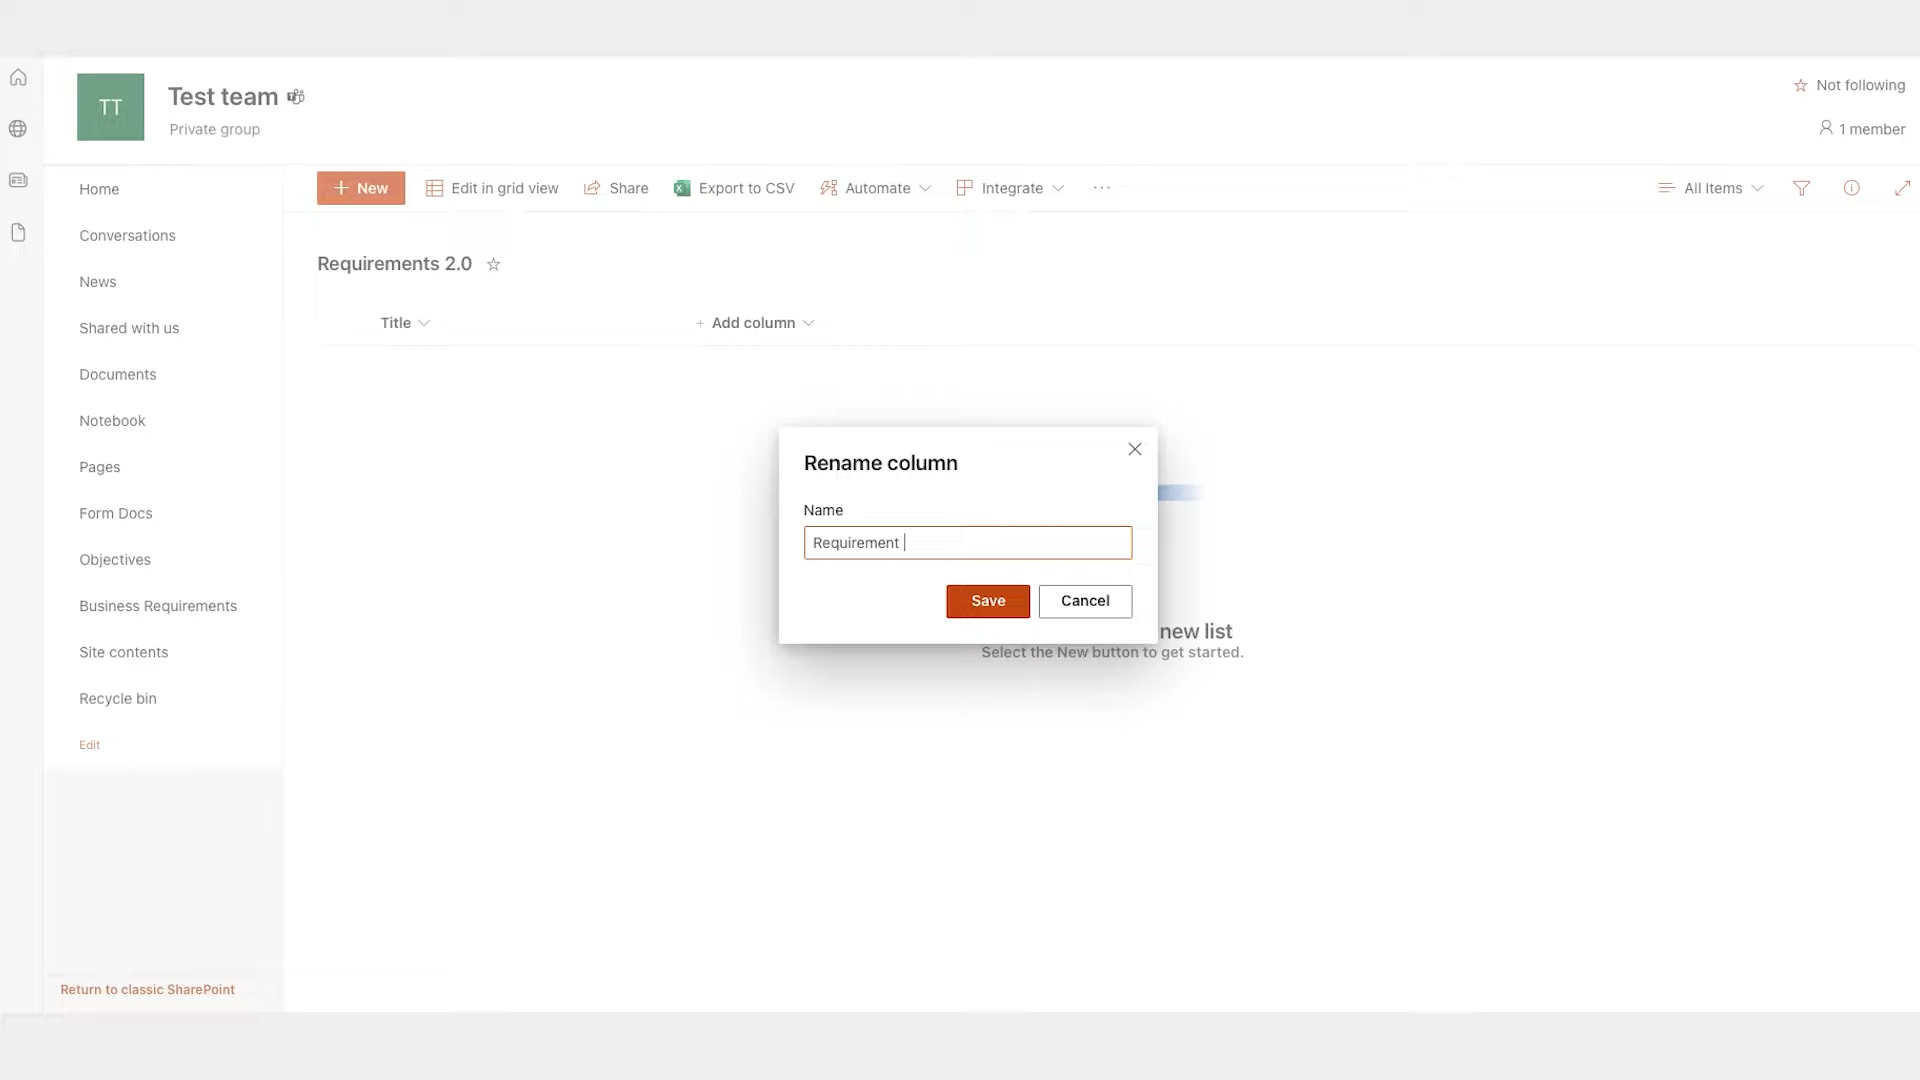 TT
Test team
Private group
Not following
1 member
Home
Conversations
News
Shared with us
Documents
Notebook
Pages
Form Docs
Objectives
Business Requirements
Site contents
Recycle bin
Edit
Return to classic SharePoint
New
Edit in grid view
Share
Export to CSV
Automate
Integrate
All Items
Requirements 2.0
Title
+ Add column
Rename column
Name
Requirement
Save
Cancel
new list
Select the New button to get started.